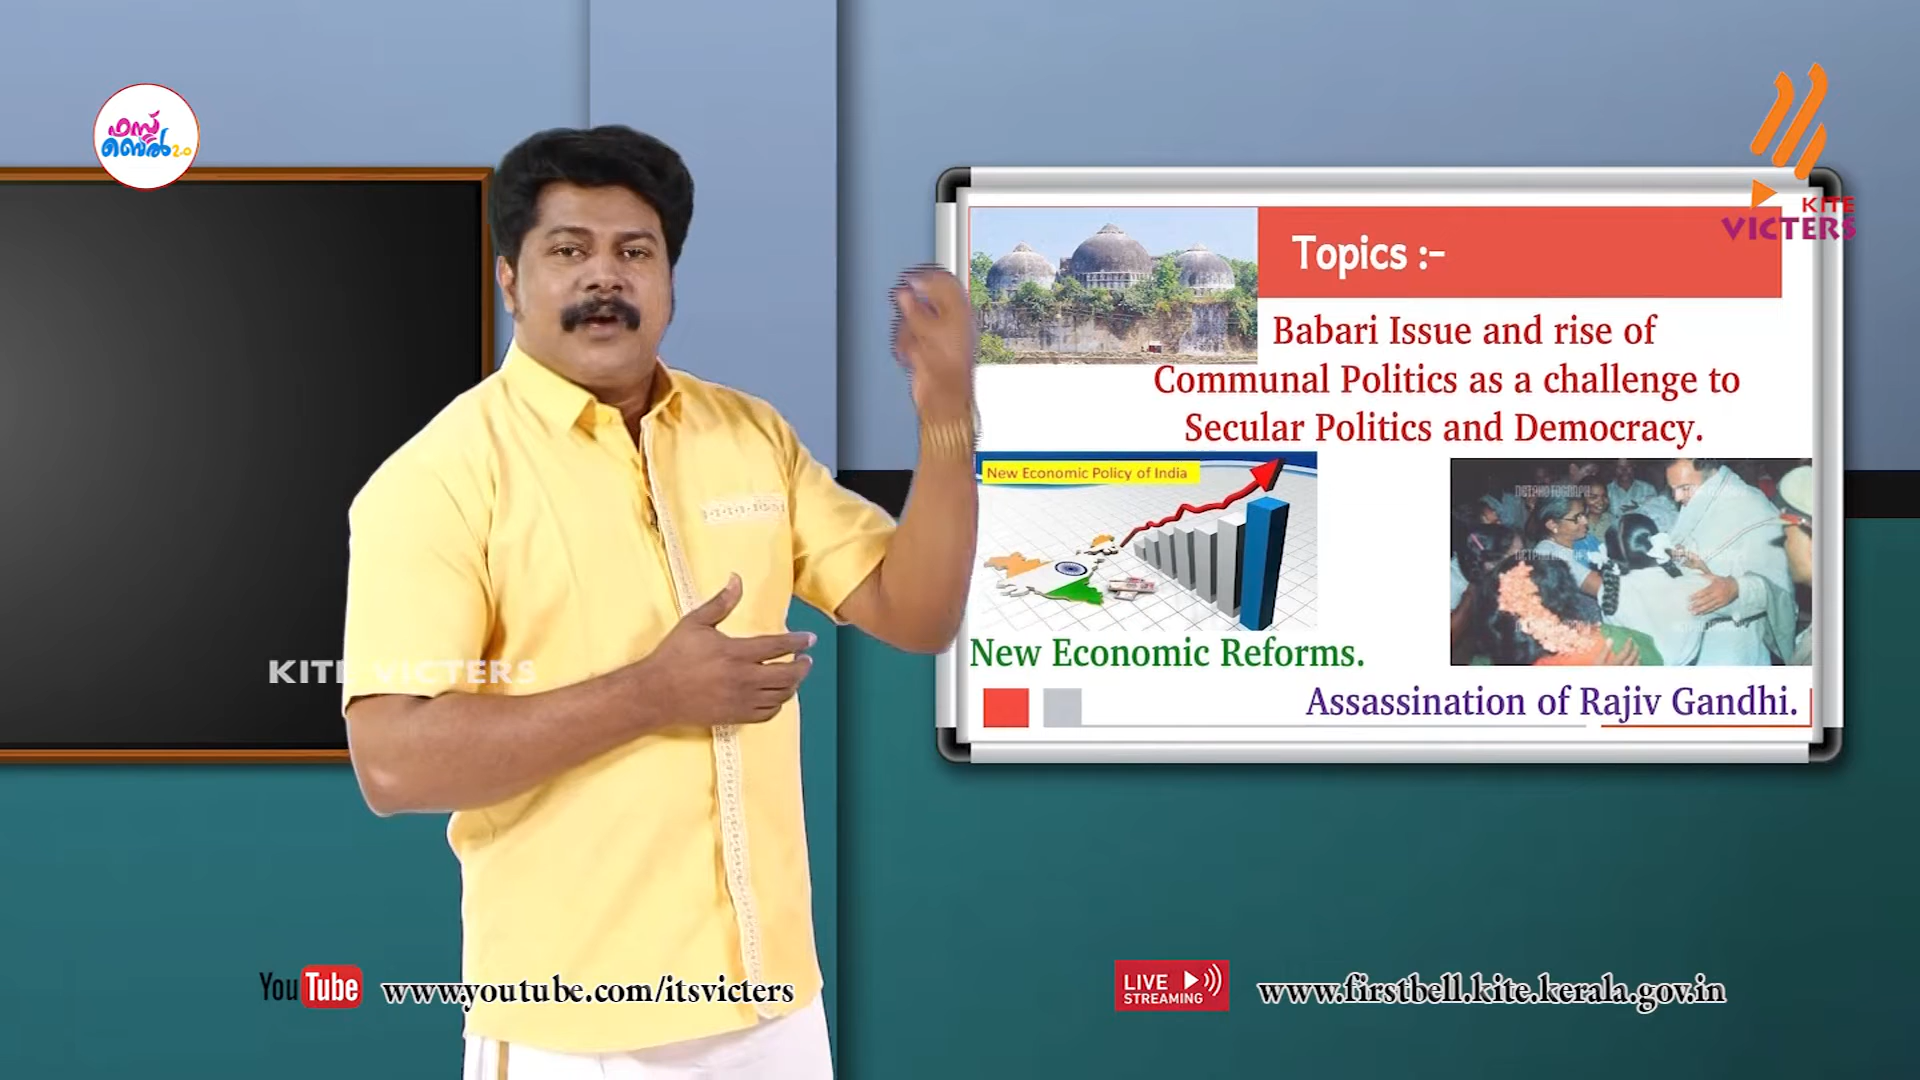 ഫസ്റ്റ്
ബെൽ 2.0
KITE
VICTERS
Topics :-
Babari Issue and rise of
Communal Politics as a challenge to
Secular Politics and Democracy.
New Economic Policy of India
New Economic Reforms.
Assassination of Rajiv Gandhi.
KITE VICTERS
YouTube www.youtube.com/itsvicters
LIVE
STREAMING
www.firstbell.kite.kerala.gov.in